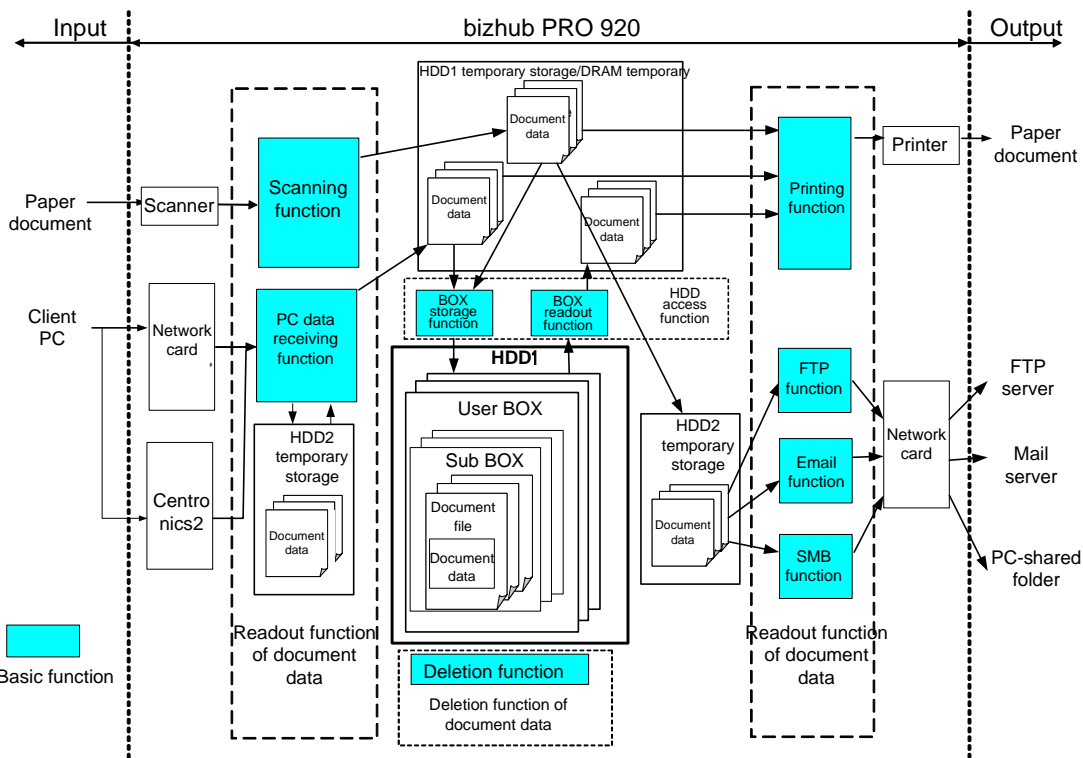 Input
bizhub PRO 920
Output
HDD1 temporary storage/DRAM temporary
Document
data
Scanning
function
Document
data
Document
data
Printing
function
Printer
Paper
document
Paper
document
Scanner
BOX
storage
function
BOX
readout
function
HDD
access
function
Client
PC
Network
card
PC data
receiving
function
HDD1
User BOX
Sub BOX
Document
file
Document
data
HDD2
temporary
storage
Document
data
Centro
nics2
HDD2
temporary
storage
Document
data
FTP
function
Email
function
SMB
function
Network
card
FTP
server
Mail
server
PC-shared
folder
Readout function
of document
data
Readout function
of document
data
Basic function
Deletion function
Deletion function of
document data